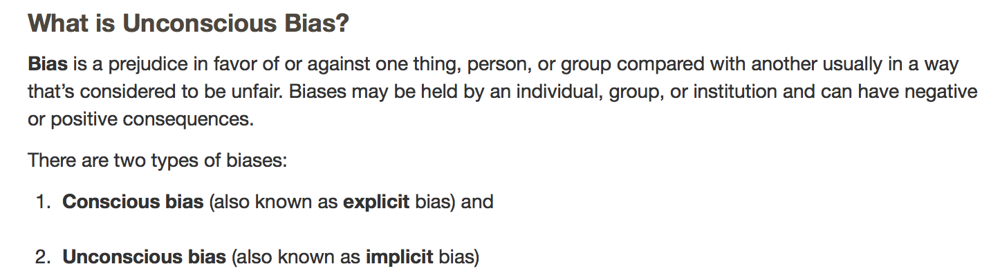 What is Unconscious Bias?
Bias is a prejudice in favor of or against one thing, person, or group compared with another usually in a way
that’s considered to be unfair. Biases may be held by an individual, group, or institution and can have negative
or positive consequences.
There are two types of biases:
1. Conscious bias (also known as explicit bias) and
2. Unconscious bias (also known as implicit bias)